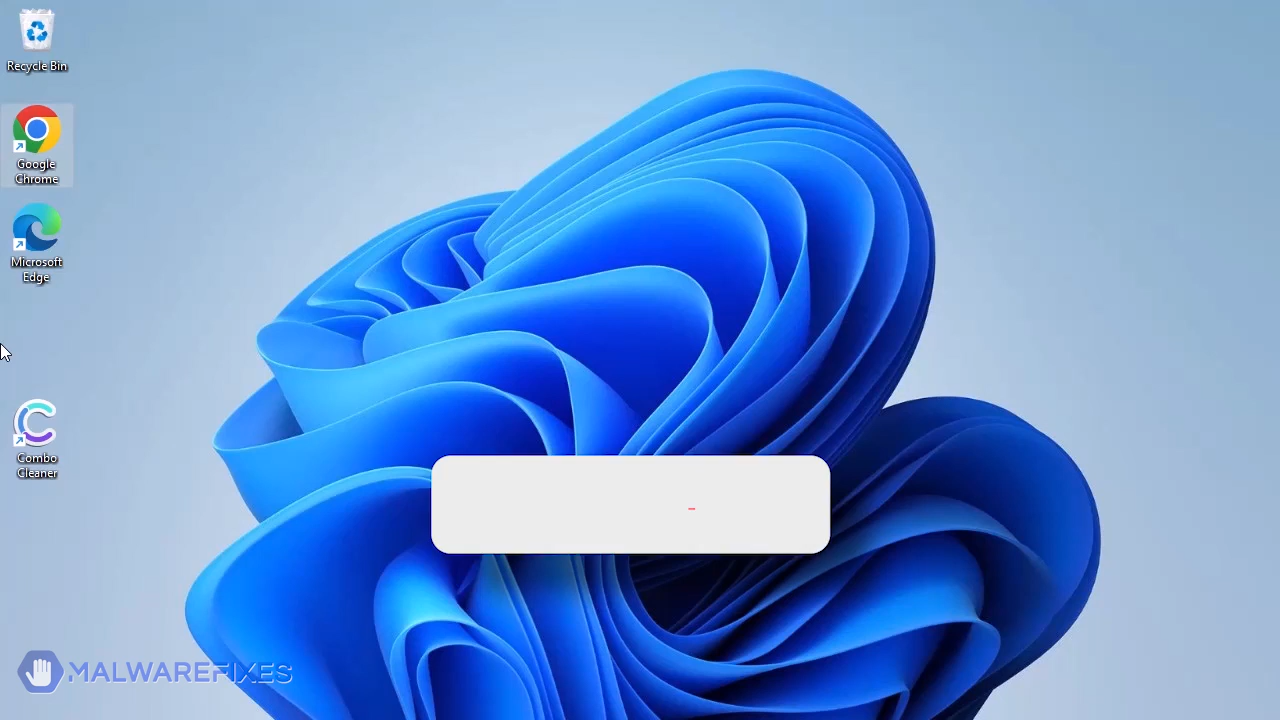 Recycle Bin
Google
Chrome
Microsoft
Edge
Combo
Cleaner
MALWAREFIXES